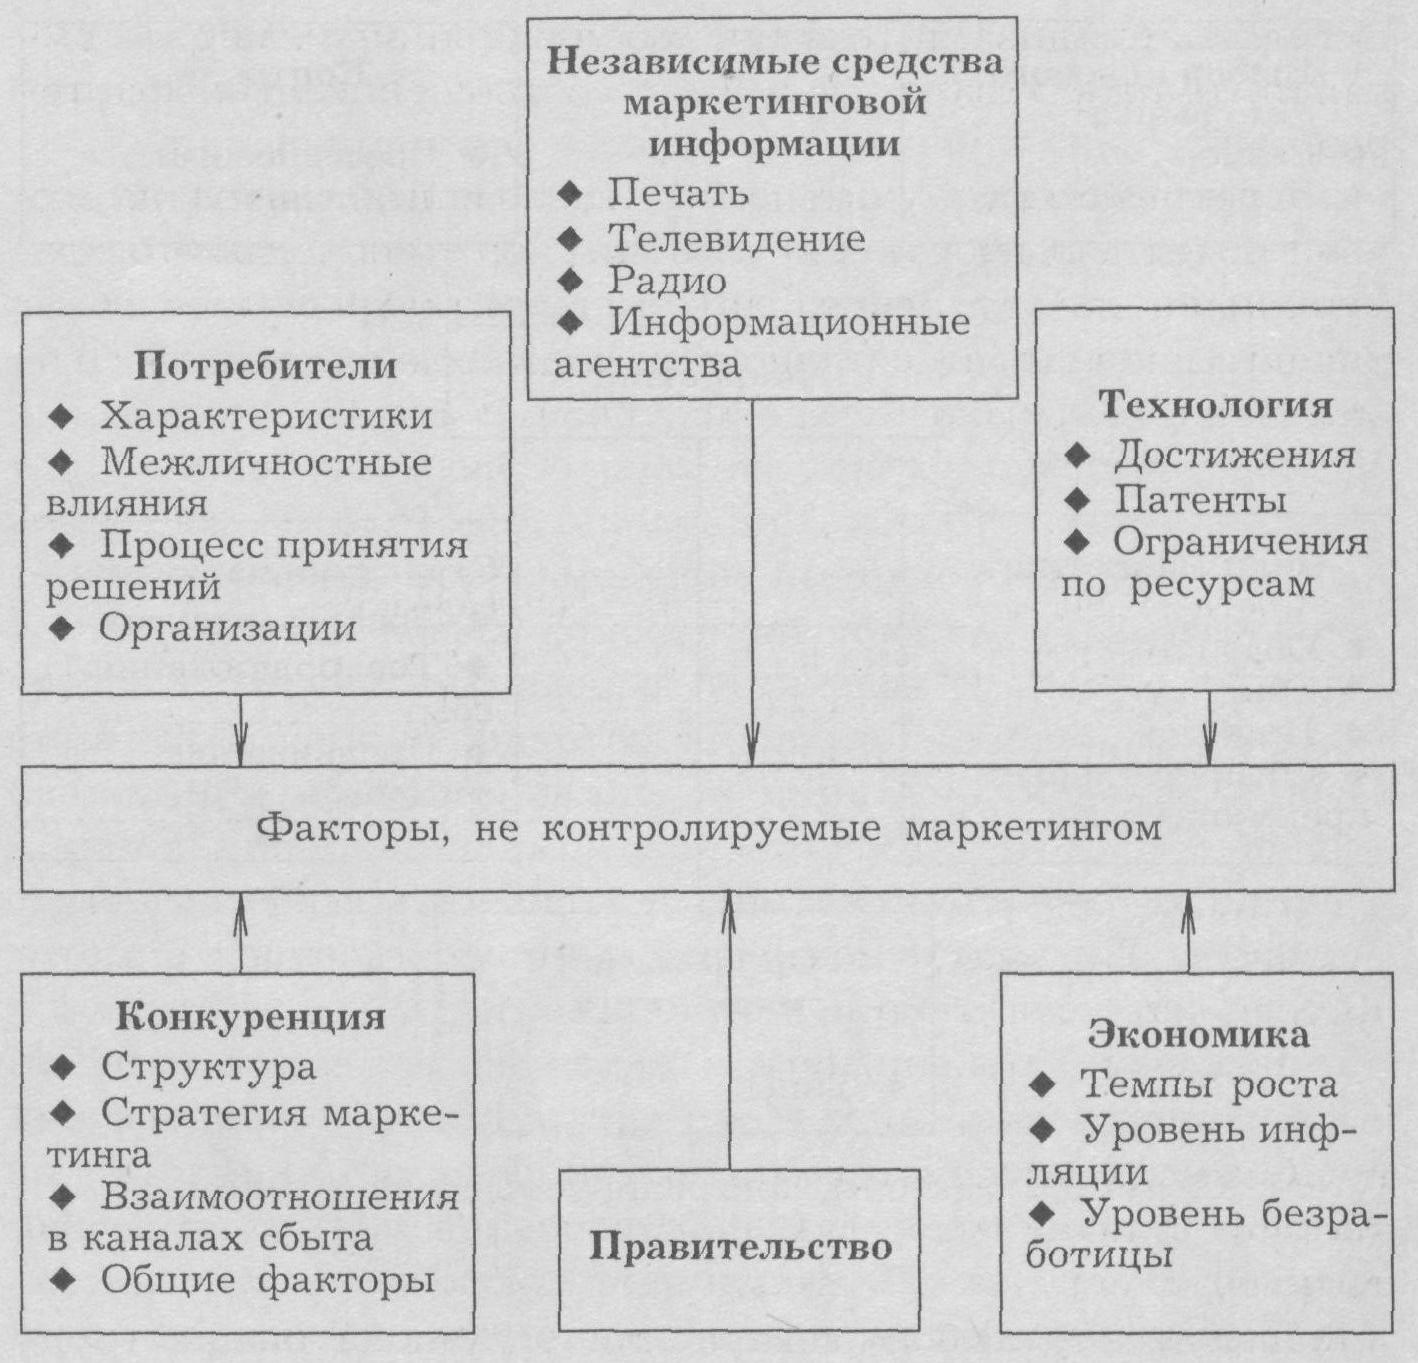 Независимые средства
маркетинговой
информации
◆ Печать
◆ Телевидение
◆ Радио
◆ Информационные
агентства
Потребители
◆ Характеристики
◆ Межличностные
влияния
◆ Процесс принятия
решений
◆ Организации
Технология
◆ Достижения
◆ Патенты
◆ Ограничения
по ресурсам
Факторы, не контролируемые маркетингом
Конкуренция
◆ Структура
◆ Стратегия марке-
тинга
◆ Взаимоотношения
в каналах сбыта
◆ Общие факторы
Правительство
Экономика
◆ Темпы роста
◆ Уровень инф-
ляции
◆ Уровень безра-
ботицы